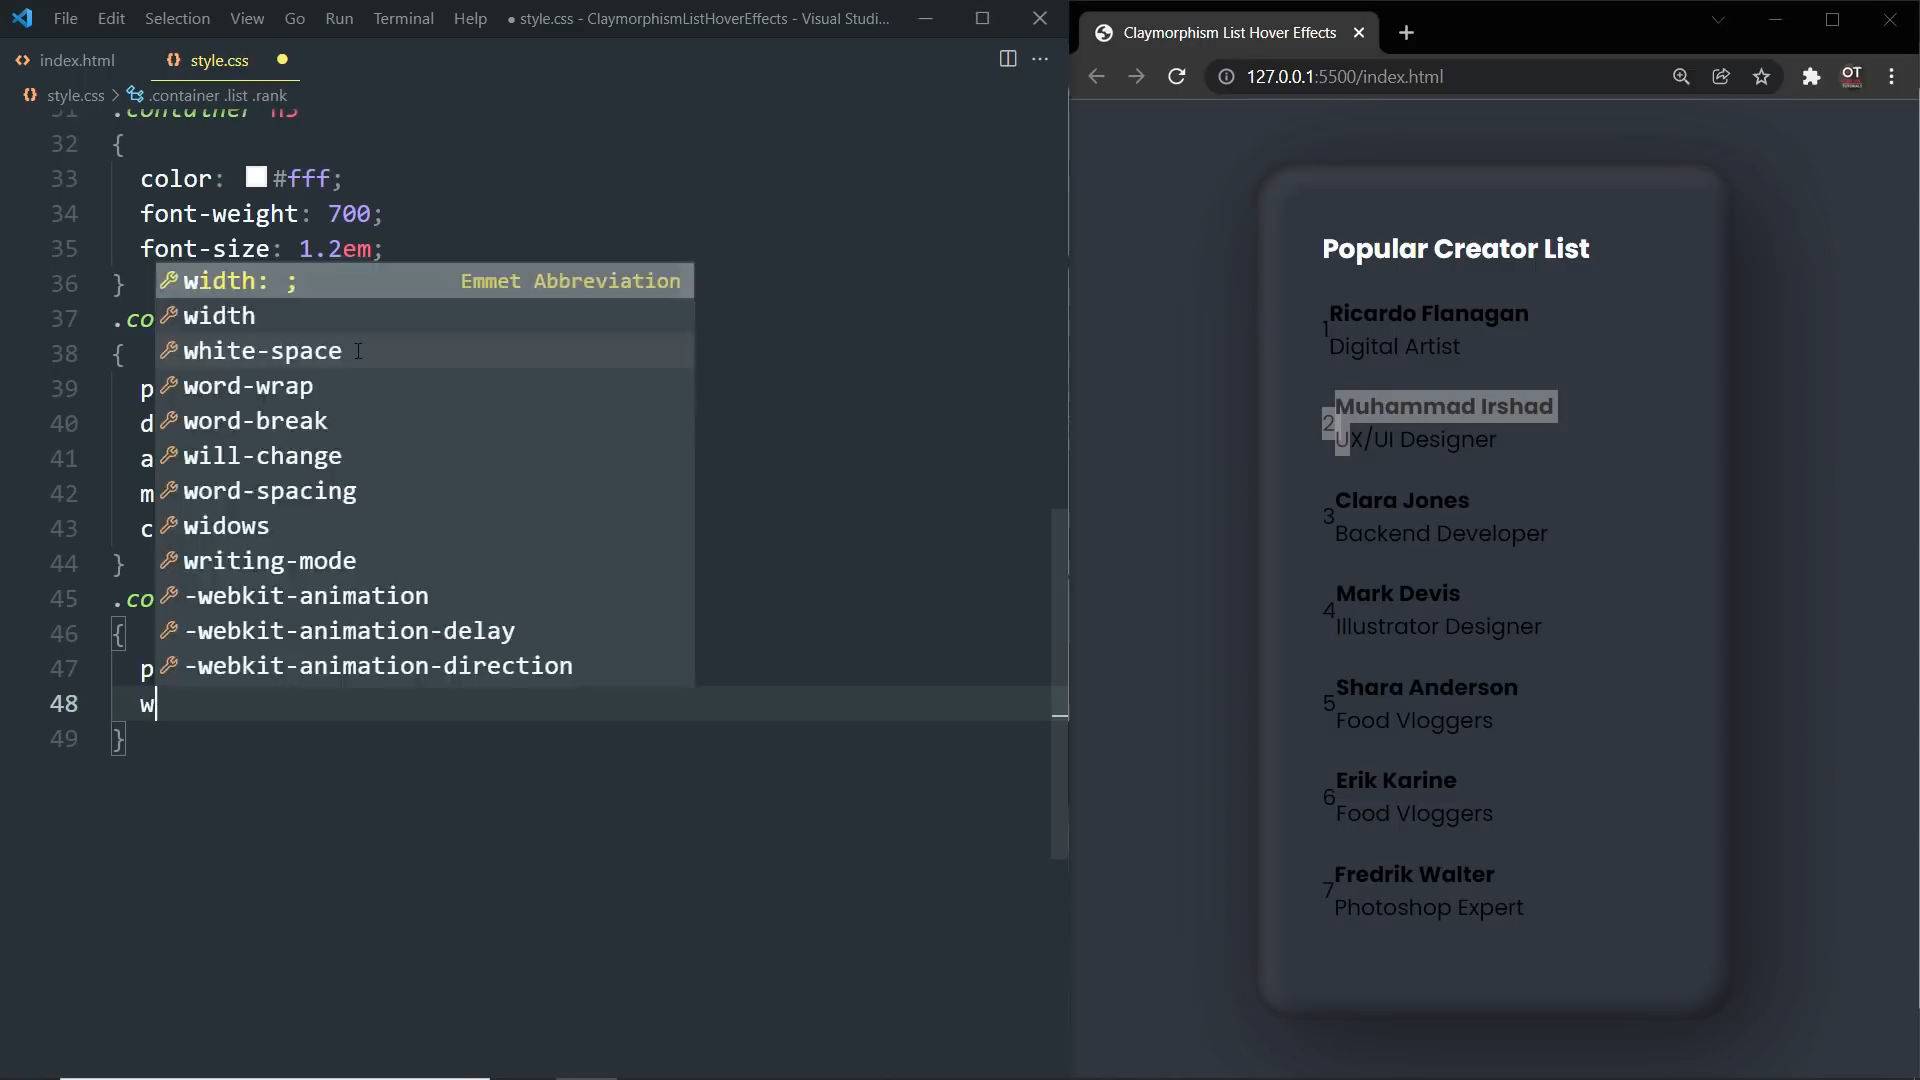 File Edit Selection View Go Run Terminal Help ● style.css - ClaymorphismListHoverEffects - Visual Studi...
index.html style.css
style.css > .container .list .rank
31 .container h3
32 {
33 color: #fff;
34 font-weight: 700;
35 font-size: 1.2em;
36 }
37 .co
38 {
39 p
40 d
41 a
42 m
43 c
44 }
45 .co
46 {
47 p
48 w
49 }
width: ; Emmet Abbreviation
width
white-space
word-wrap
word-break
will-change
word-spacing
widows
writing-mode
-webkit-animation
-webkit-animation-delay
-webkit-animation-direction
Claymorphism List Hover Effects
127.0.0.1:5500/index.html
OT
Popular Creator List
1 Ricardo Flanagan
Digital Artist
2 Muhammad Irshad
UX/UI Designer
3 Clara Jones
Backend Developer
4 Mark Devis
Illustrator Designer
5 Shara Anderson
Food Vloggers
6 Erik Karine
Food Vloggers
7 Fredrik Walter
Photoshop Expert